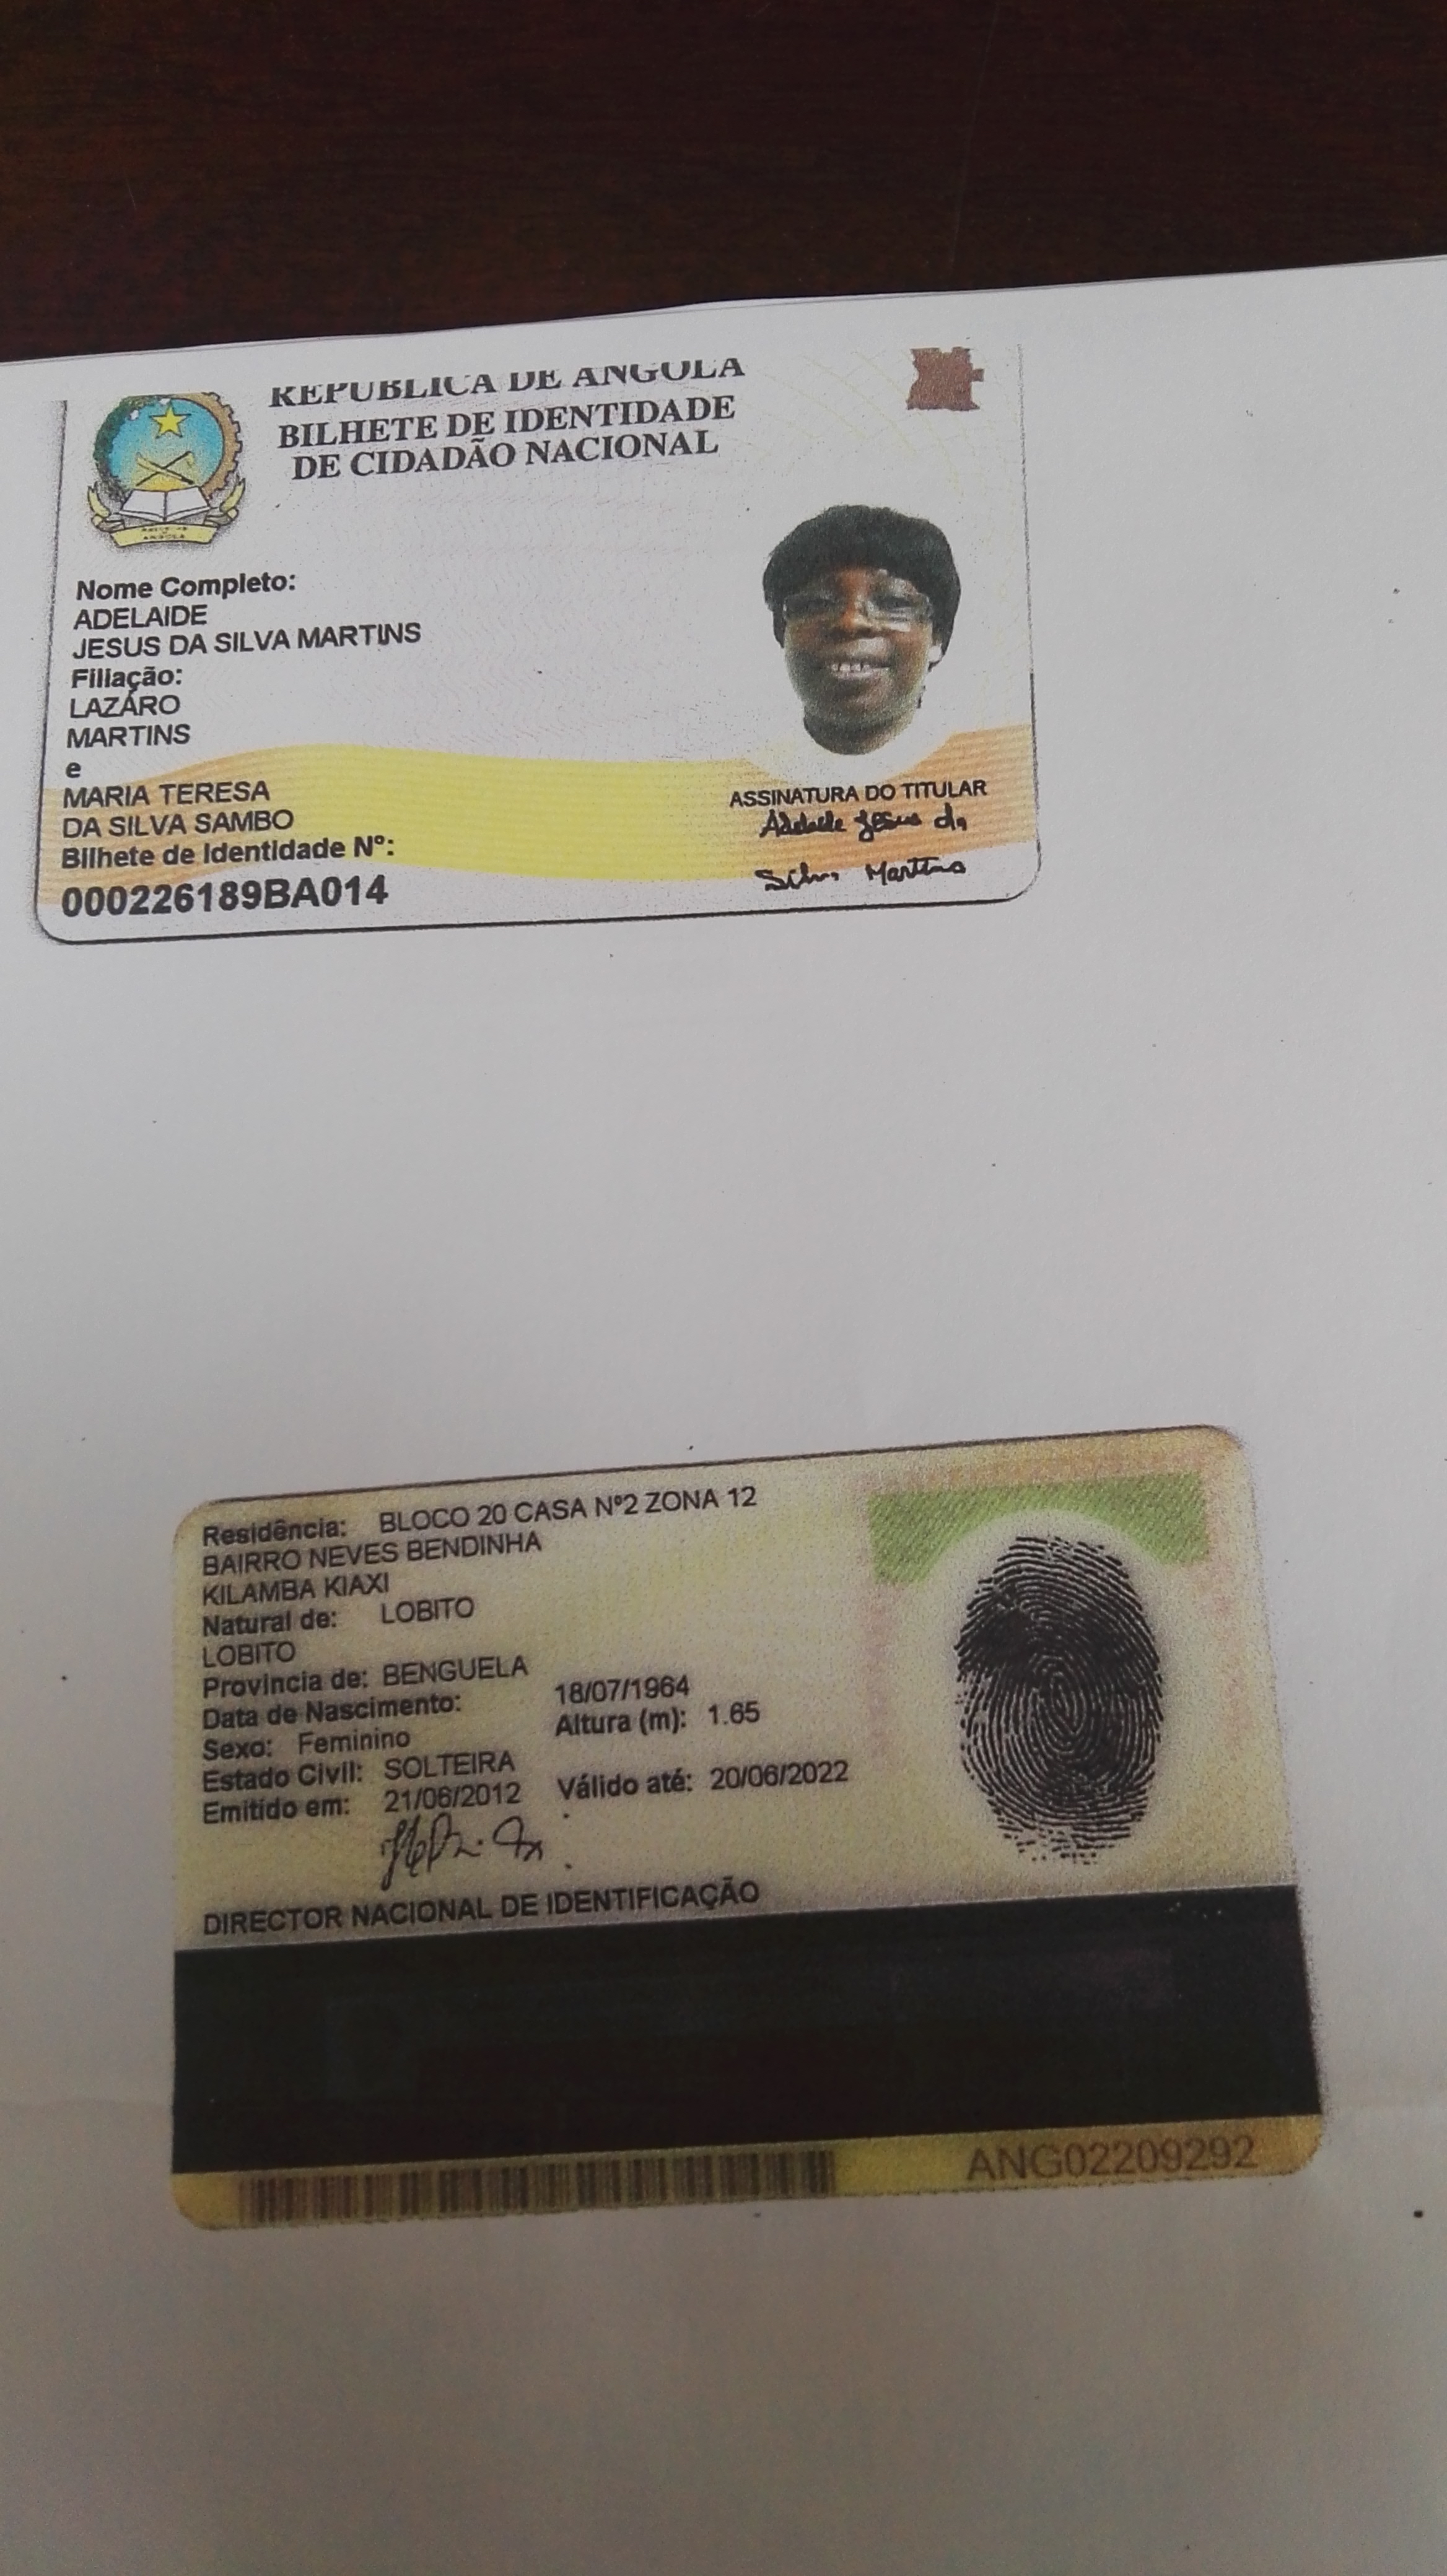 REPÚBLICA DE ANGOLA
BILHETE DE IDENTIDADE
DE CIDADÃO NACIONAL
ANGOLA
Nome Completo:
ADELAIDE
JESUS DA SILVA MARTINS
Filiação:
LAZARO
MARTINS
e
MARIA TERESA
DA SILVA SAMBO
Bilhete de Identidade Nº:
000226189BA014
ASSINATURA DO TITULAR
Adelaide Jesus da
Silva Martins
Residência: BLOCO 20 CASA Nº2 ZONA 12
BAIRRO NEVES BENDINHA
KILAMBA KIAXI
Natural de: LOBITO
LOBITO
Provincia de: BENGUELA
Data de Nascimento: 18/07/1964
Sexo: Feminino Altura (m): 1.65
Estado Civil: SOLTEIRA
Emitido em: 21/06/2012 Válido até: 20/06/2022
DIRECTOR NACIONAL DE IDENTIFICAÇÃO
ANG02209292